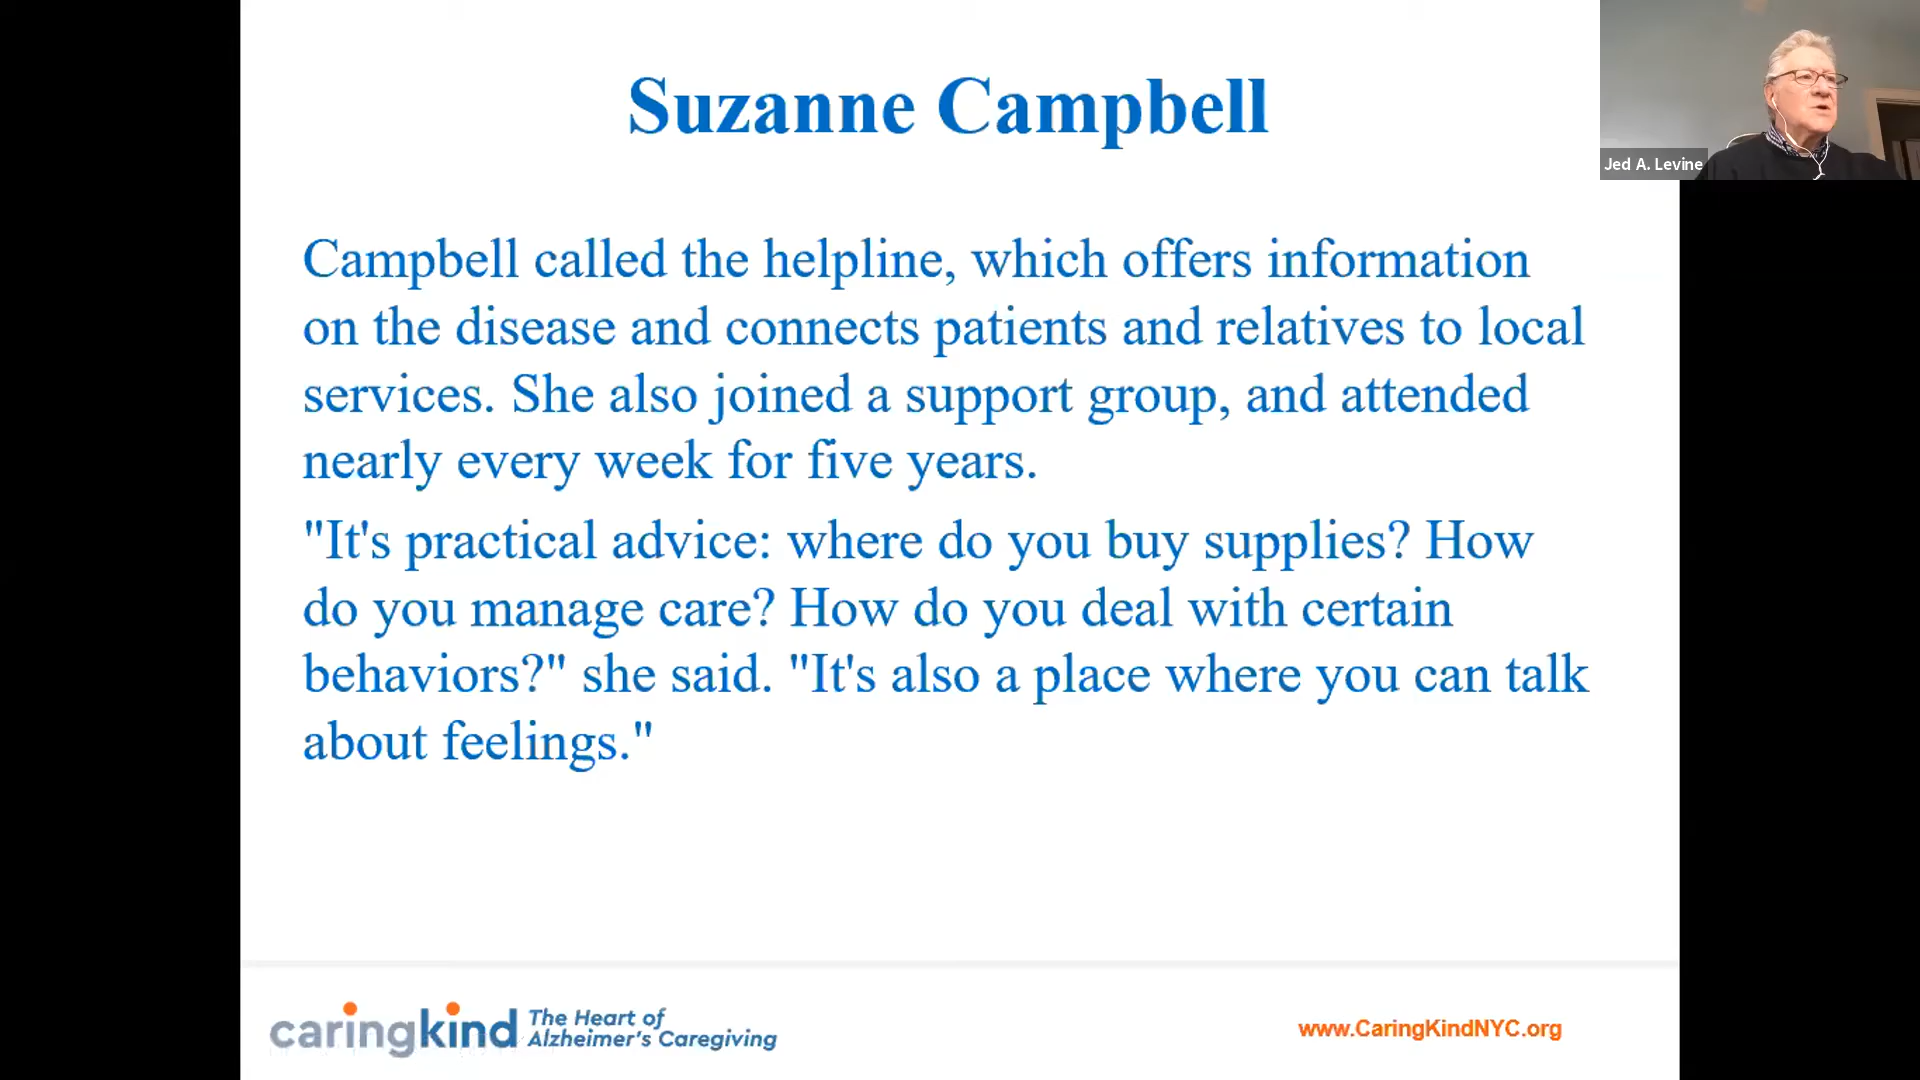 Suzanne Campbell
Jed A. Levine
Campbell called the helpline, which offers information
on the disease and connects patients and relatives to local
services. She also joined a support group, and attended
nearly every week for five years.
"It's practical advice: where do you buy supplies? How
do you manage care? How do you deal with certain
behaviors?" she said. "It's also a place where you can talk
about feelings."
caringkind
The Heart of
Alzheimer's Caregiving
www.CaringKindNYC.org